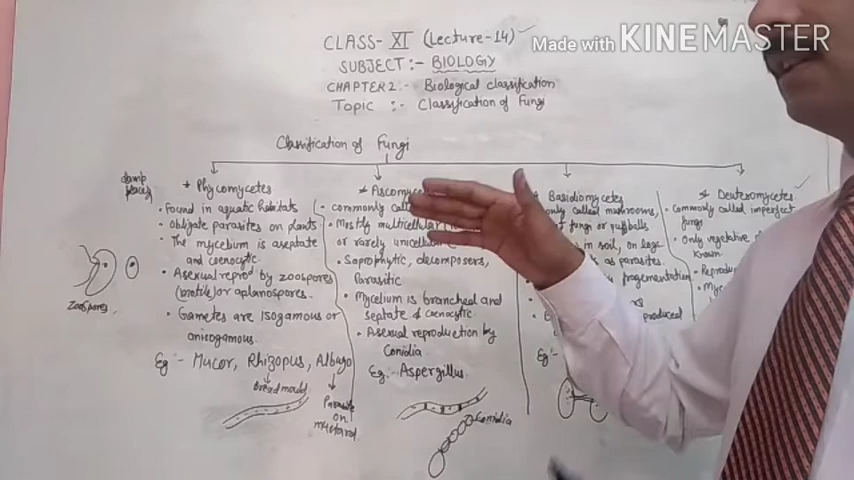 CLASS- XI (Lecture-14)
Made with KINEMASTER
SUBJECT :- BIOLOGY
CHAPTER 2 :- Biological classification
Topic :- Classification of Fungi
Classification of Fungi
damp places
* Phycomycetes
• Found in aquatic habitats
• Obligate parasites on plants
• The mycelium is aseptate
and coenocytic
• Asexual reprod by zoospores
(motile) or aplanospores.
• Gametes are isogamous or
anisogamous.
Eg :- Mucor, Rhizopus, Albugo
Bread mould
Parasite
on
mustard
Zoospores
* Ascomyce
• commonly call
• Mostly multicellular
or rarely unicellul
• Saprophytic, decomposers,
Parasitic
• Mycelium is branched and
septate & coenocytic
• Asexual reproduction by
Conidia
Eg :- Aspergillus
Conidia
* Basidiomycetes
only called mushrooms,
fungi or puffballs
in soil, on logs
as parasites.
fragmentation
produced
Eg :-
* Deuteromycetes
• Commonly called imperfect
fungi
• Only vegetative
known
• Reprodu
• Myc